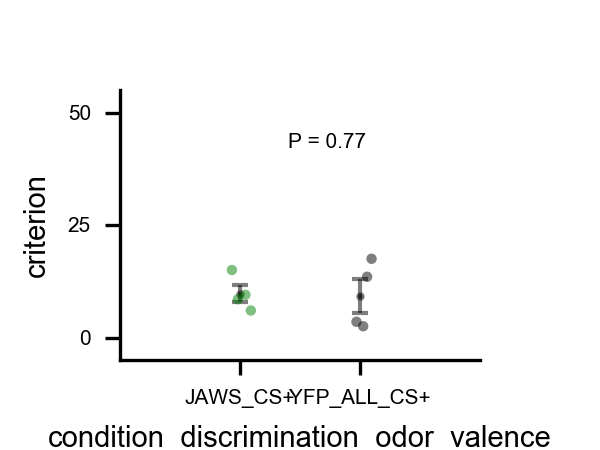 50
P = 0.77
criterion
25
0
JAWS_CS+
YFP_ALL_CS+
condition discrimination odor valence